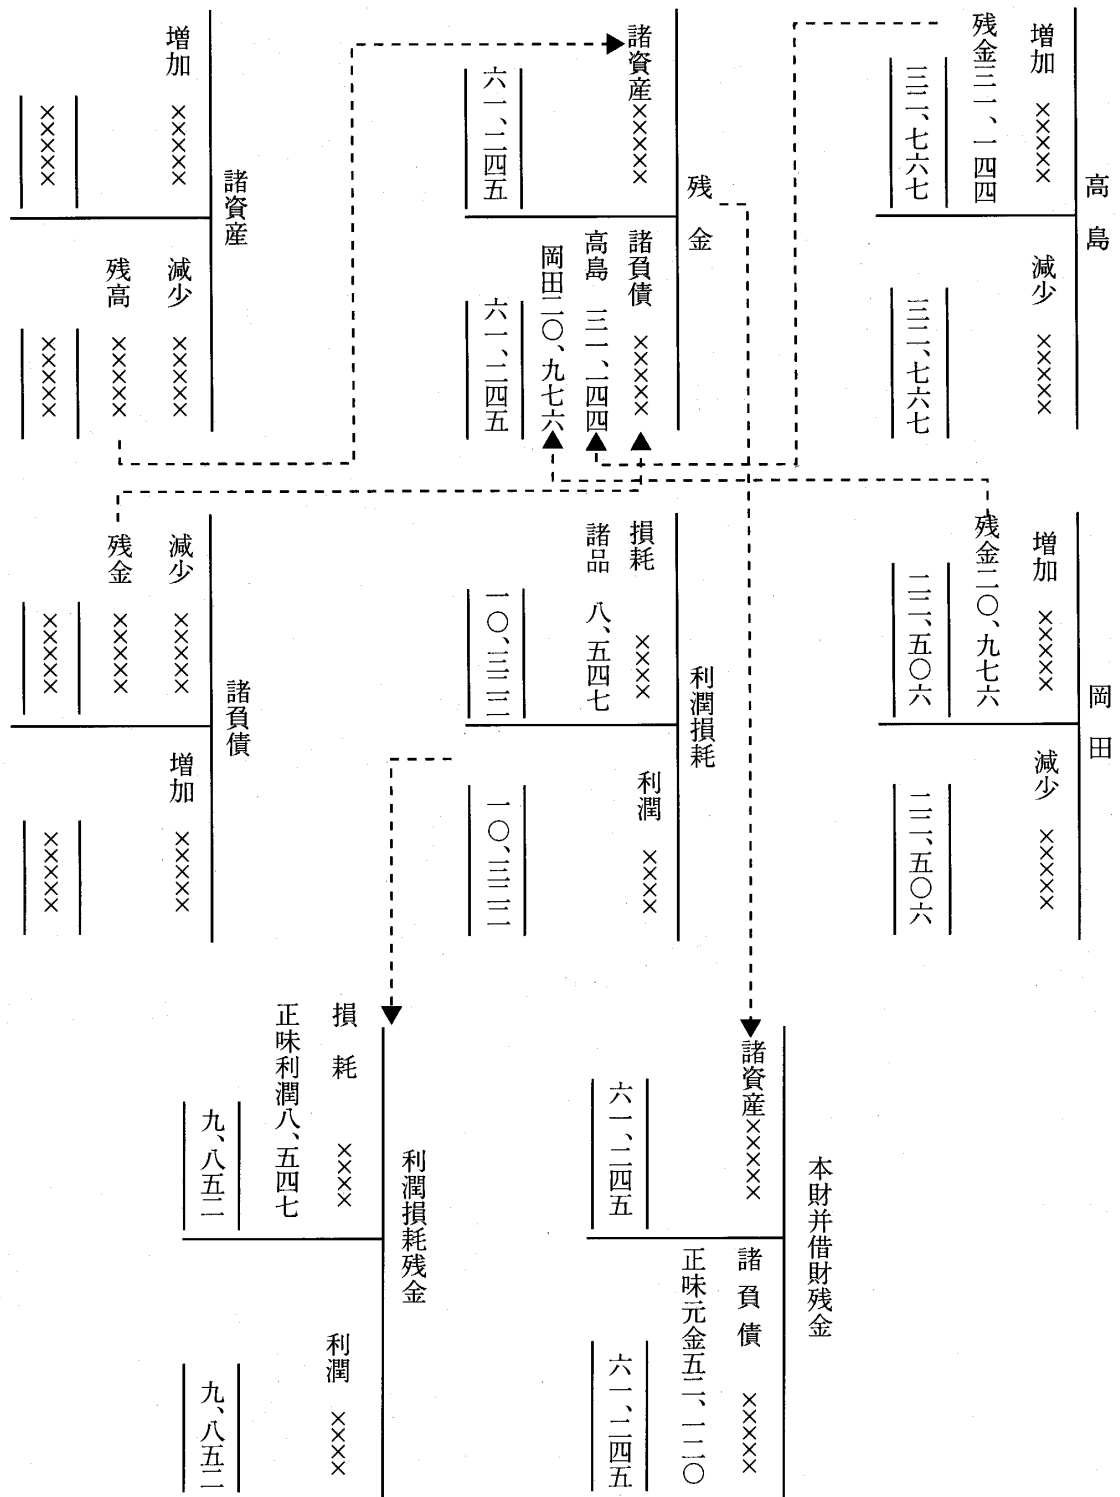 高島
増加 ×××××
残金三一、一四四
三二、七六七
減少 ×××××
三二、七六七
岡田
増加 ×××××
残金二〇、九七六
二二、五〇六
減少 ×××××
二二、五〇六
残金
諸資産×××××
六一、二四五
諸負債 ×××××
高島 三一、一四四
岡田二〇、九七六
六一、二四五
利潤損耗
損耗 ××××
諸品 八、五四七
一〇、三二二
利潤 ××××
一〇、三二二
本財并借財残金
諸資産×××××
六一、二四五
諸負債 ×××××
正味元金五二、一二〇
六一、二四五
諸資産
増加 ×××××
×××××
減少 ×××××
残高 ×××××
×××××
諸負債
減少 ×××××
残金 ×××××
×××××
増加 ×××××
×××××
利潤損耗残金
損耗 ××××
正味利潤八、五四七
九、八五二
利潤 ××××
九、八五二